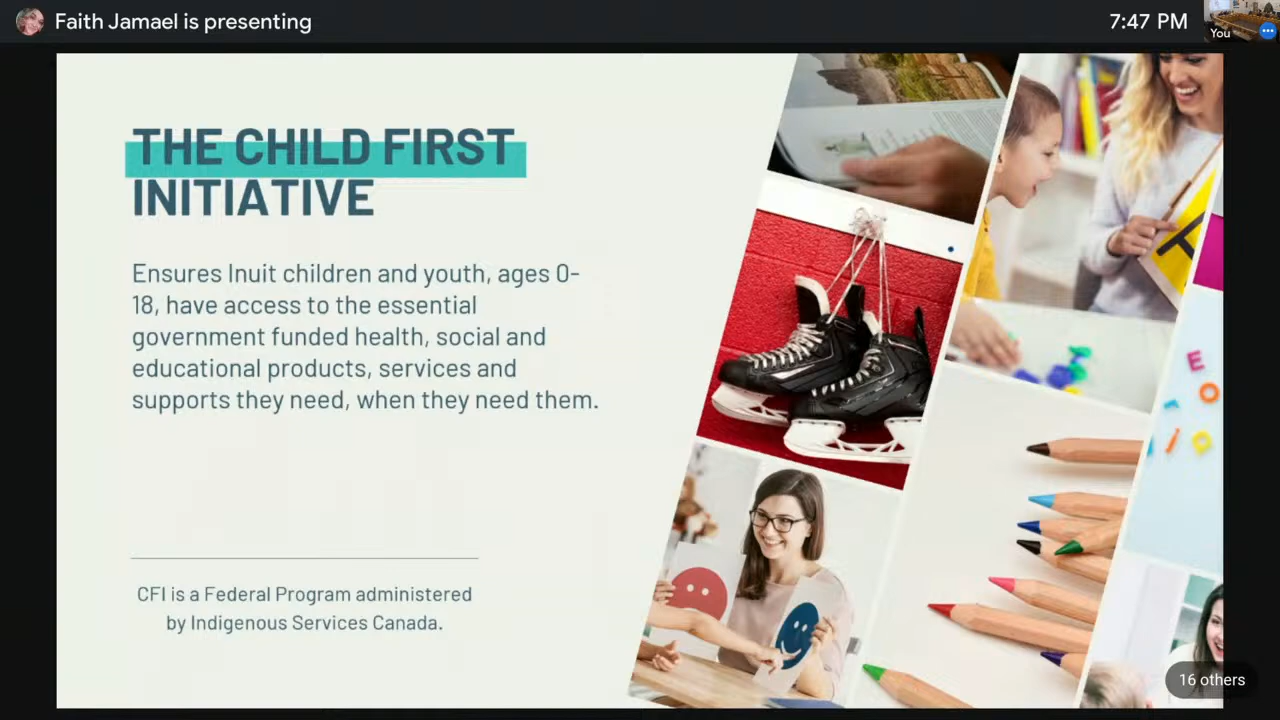 Faith Jamael is presenting
7:47 PM
You
THE CHILD FIRST
INITIATIVE
Ensures Inuit children and youth, ages 0-
18, have access to the essential
government funded health, social and
educational products, services and
supports they need, when they need them.
CFI is a Federal Program administered
by Indigenous Services Canada.
E
O
16 others